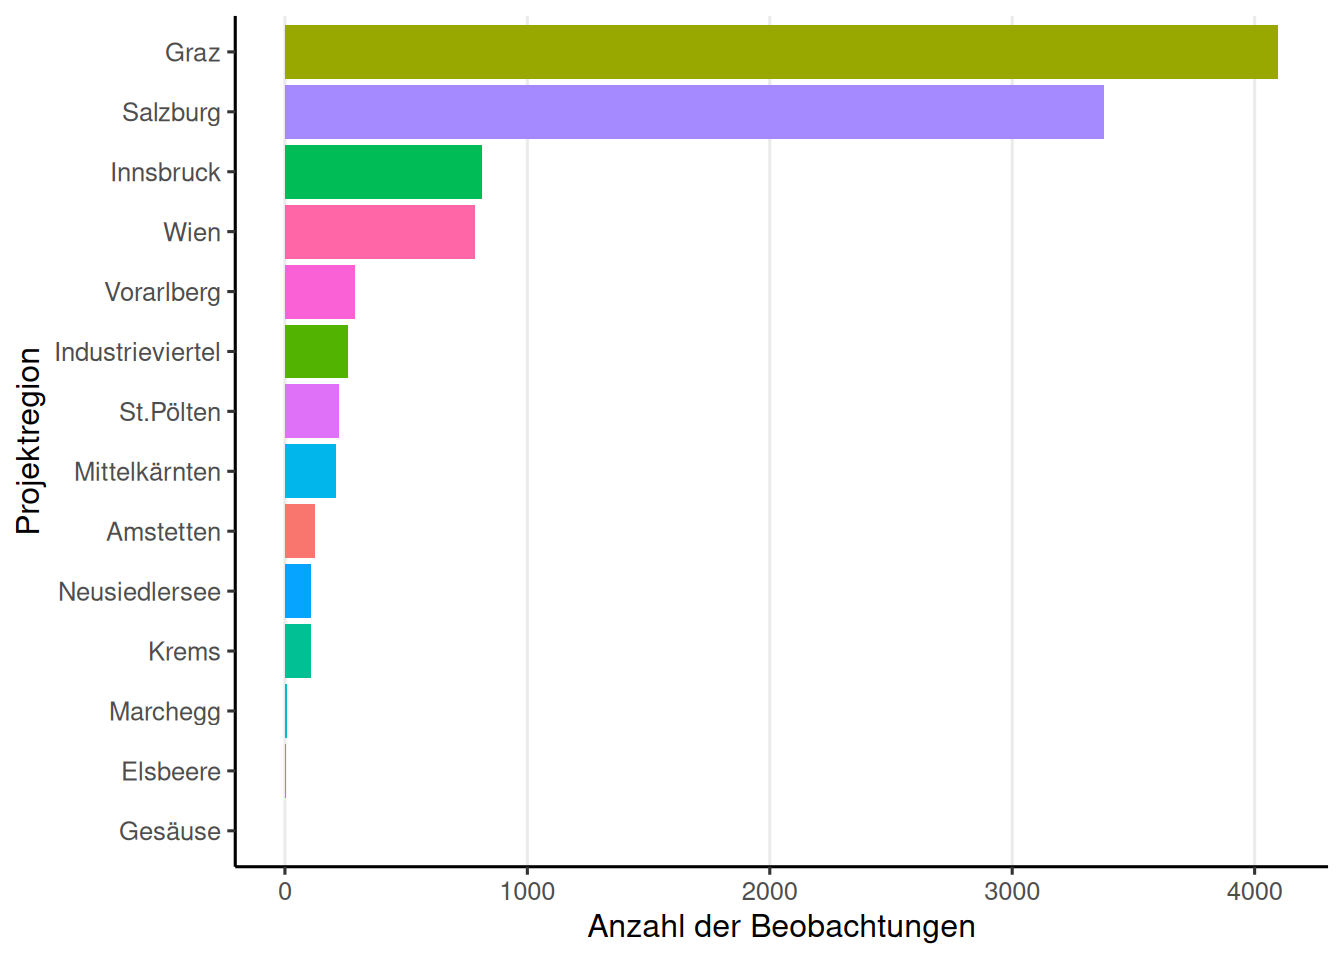 Projektregion
Graz
Salzburg
Innsbruck
Wien
Vorarlberg
Industrieviertel
St.Pölten
Mittelkärnten
Amstetten
Neusiedlersee
Krems
Marchegg
Elsbeere
Gesäuse
0 1000 2000 3000 4000
Anzahl der Beobachtungen